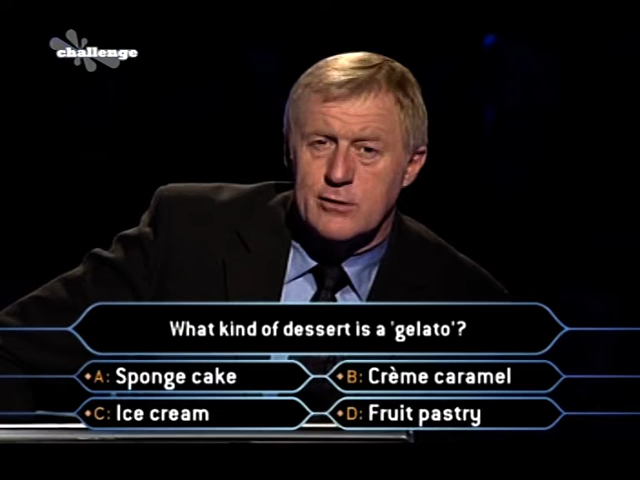 challenge
What kind of dessert is a 'gelato'?
A: Sponge cake
B: Crème caramel
C: Ice cream
D: Fruit pastry